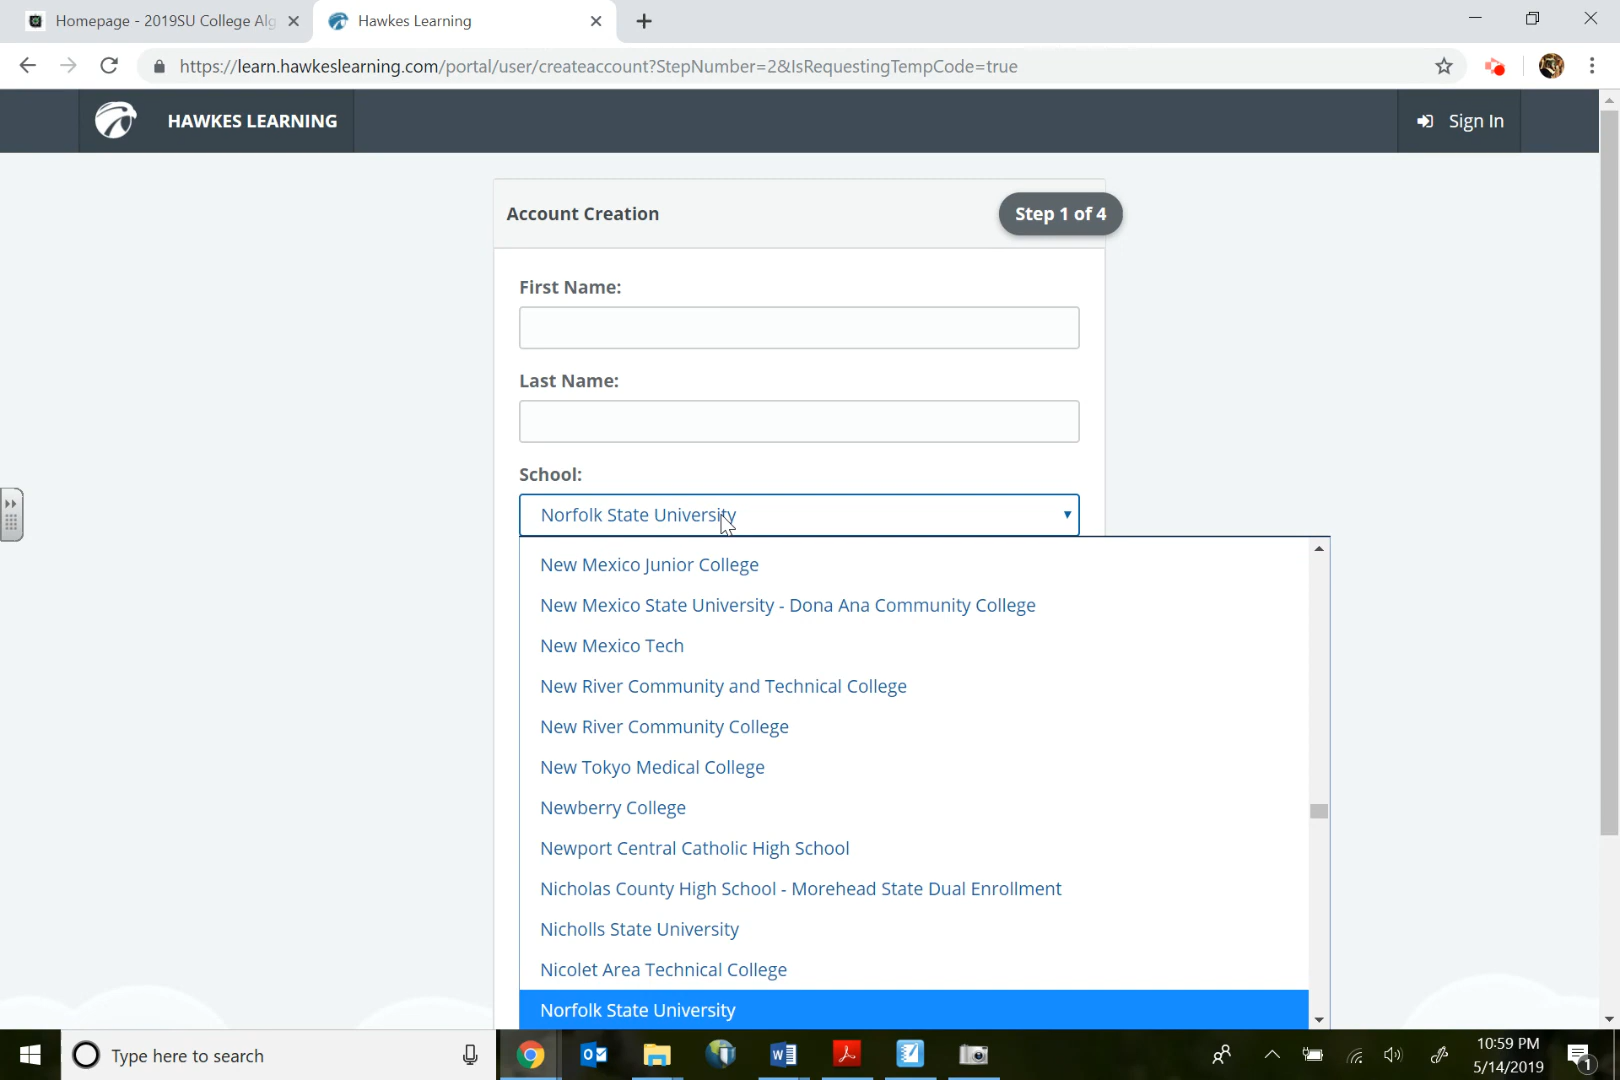 Homepage - 2019SU College Alg
Hawkes Learning
https://learn.hawkeslearning.com/portal/user/createaccount?StepNumber=2&IsRequestingTempCode=true
HAWKES LEARNING
Sign In
Account Creation
Step 1 of 4
First Name:
Last Name:
School:
Norfolk State University
New Mexico Junior College
New Mexico State University - Dona Ana Community College
New Mexico Tech
New River Community and Technical College
New River Community College
New Tokyo Medical College
Newberry College
Newport Central Catholic High School
Nicholas County High School - Morehead State Dual Enrollment
Nicholls State University
Nicolet Area Technical College
Norfolk State University
Type here to search
10:59 PM
5/14/2019
1